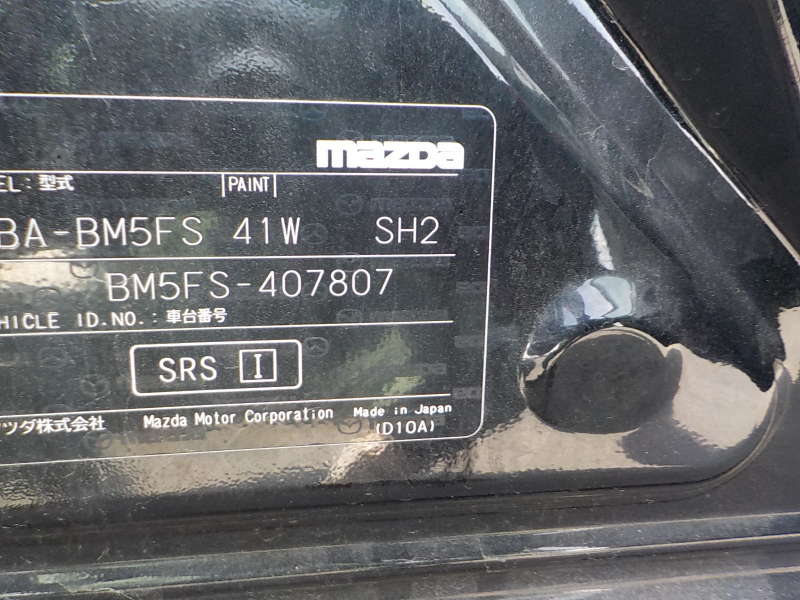 mazda
EL: 型式 PAINT
BA-BM5FS 41W SH2
BM5FS-407807
HICLE ID.NO.: 車台番号
SRS I
ツダ株式会社 Mazda Motor Corporation Made in Japan
(D10A)